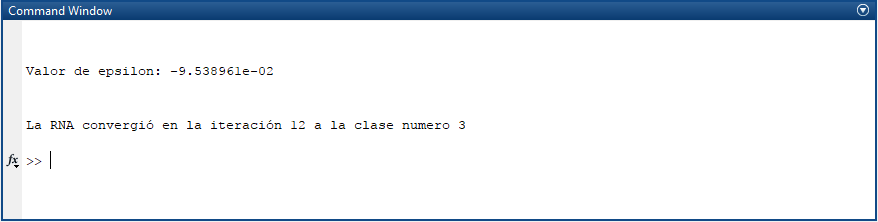 Command Window
Valor de epsilon: -9.538961e-02
La RNA convergió en la iteración 12 a la clase numero 3
fx >>